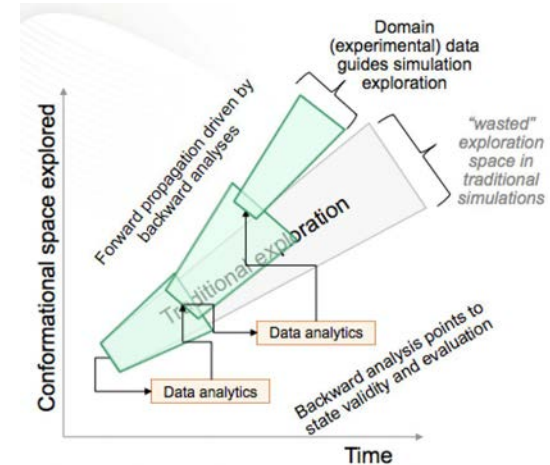 Domain
(experimental) data
guides simulation
exploration
"wasted"
exploration
space in
traditional
simulations
Forward propagation driven by
backward analyses
Conformational space explored
Traditional exploration
Data analytics
Data analytics
Backward analysis points to
state validity and evaluation
Time